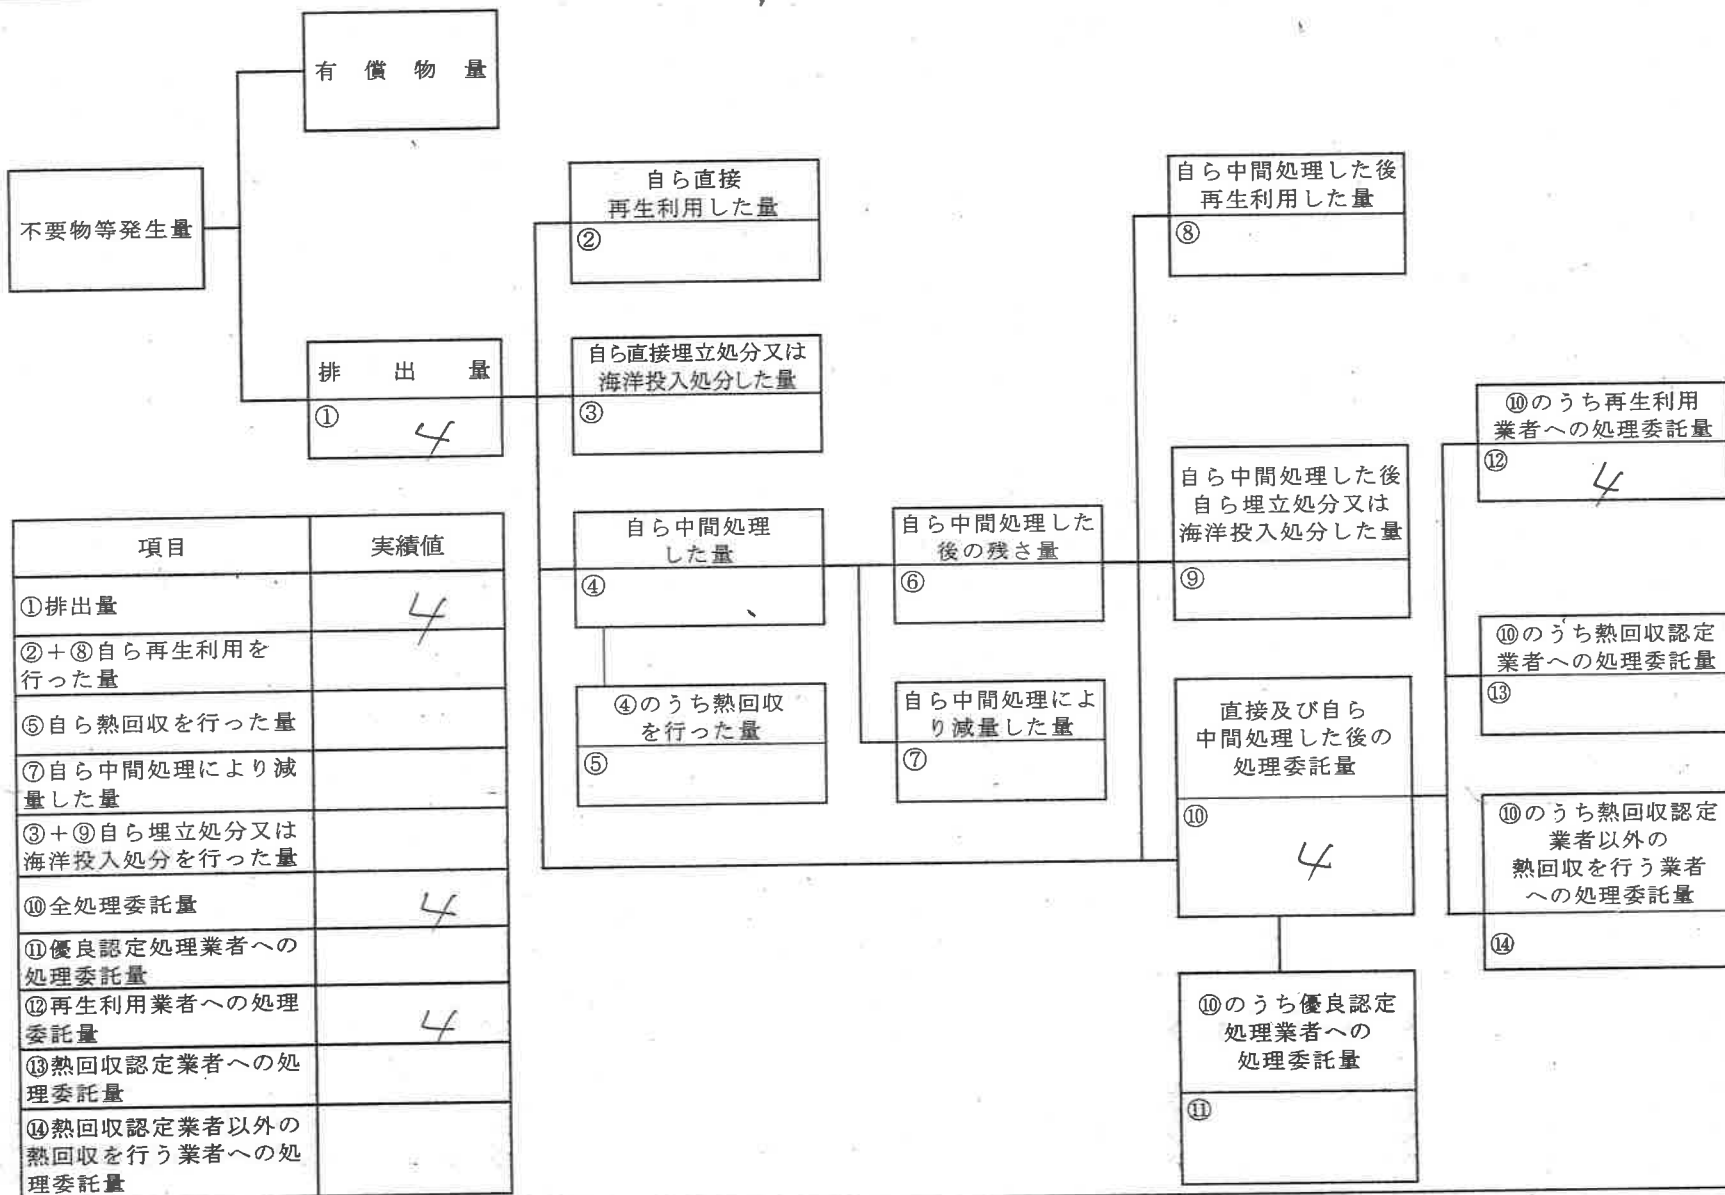 有償物量
不要物等発生量
排出量
①
4
自ら直接
再生利用した量
②
自ら直接埋立処分又は
海洋投入処分した量
③
自ら中間処理
した量
④
④のうち熱回収
を行った量
⑤
自ら中間処理した
後の残さ量
⑥
自ら中間処理によ
り減量した量
⑦
自ら中間処理した後
再生利用した量
⑧
自ら中間処理した後
自ら埋立処分又は
海洋投入処分した量
⑨
直接及び自ら
中間処理した後の
処理委託量
⑩
4
⑩のうち優良認定
処理業者への
処理委託量
⑪
⑩のうち再生利用
業者への処理委託量
⑫
4
⑩のうち熱回収認定
業者への処理委託量
⑬
⑩のうち熱回収認定
業者以外の
熱回収を行う業者
への処理委託量
⑭
項目 実績値
①排出量 4
②+⑧自ら再生利用を
行った量
⑤自ら熱回収を行った量
⑦自ら中間処理により減
量した量
③+⑨自ら埋立処分又は
海洋投入処分を行った量
⑩全処理委託量 4
⑪優良認定処理業者への
処理委託量
⑫再生利用業者への処理
委託量 4
⑬熱回収認定業者への処
理委託量
⑭熱回収認定業者以外の
熱回収を行う業者への処
理委託量